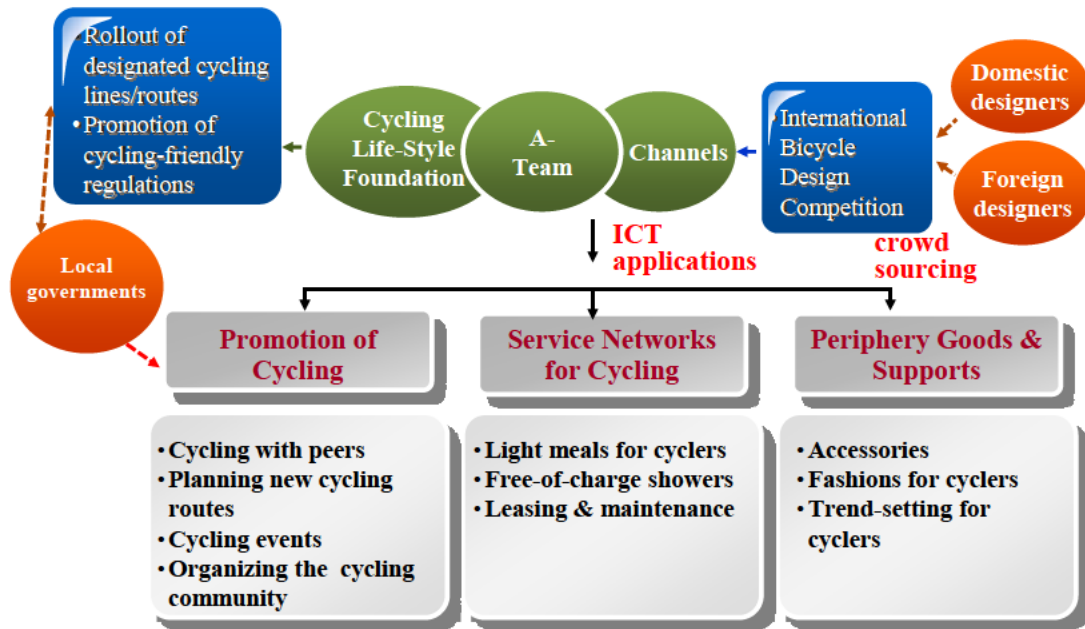 • Rollout of
designated cycling
lines/routes
• Promotion of
cycling-friendly
regulations
Cycling
Life-Style
Foundation
A-
Team
Channels
• International
Bicycle
Design
Competition
Domestic
designers
Foreign
designers
Local
governments
ICT
applications
crowd
sourcing
Promotion of
Cycling
Service Networks
for Cycling
Periphery Goods &
Supports
• Cycling with peers
• Planning new cycling
routes
• Cycling events
• Organizing the cycling
community
• Light meals for cyclers
• Free-of-charge showers
• Leasing & maintenance
• Accessories
• Fashions for cyclers
• Trend-setting for
cyclers